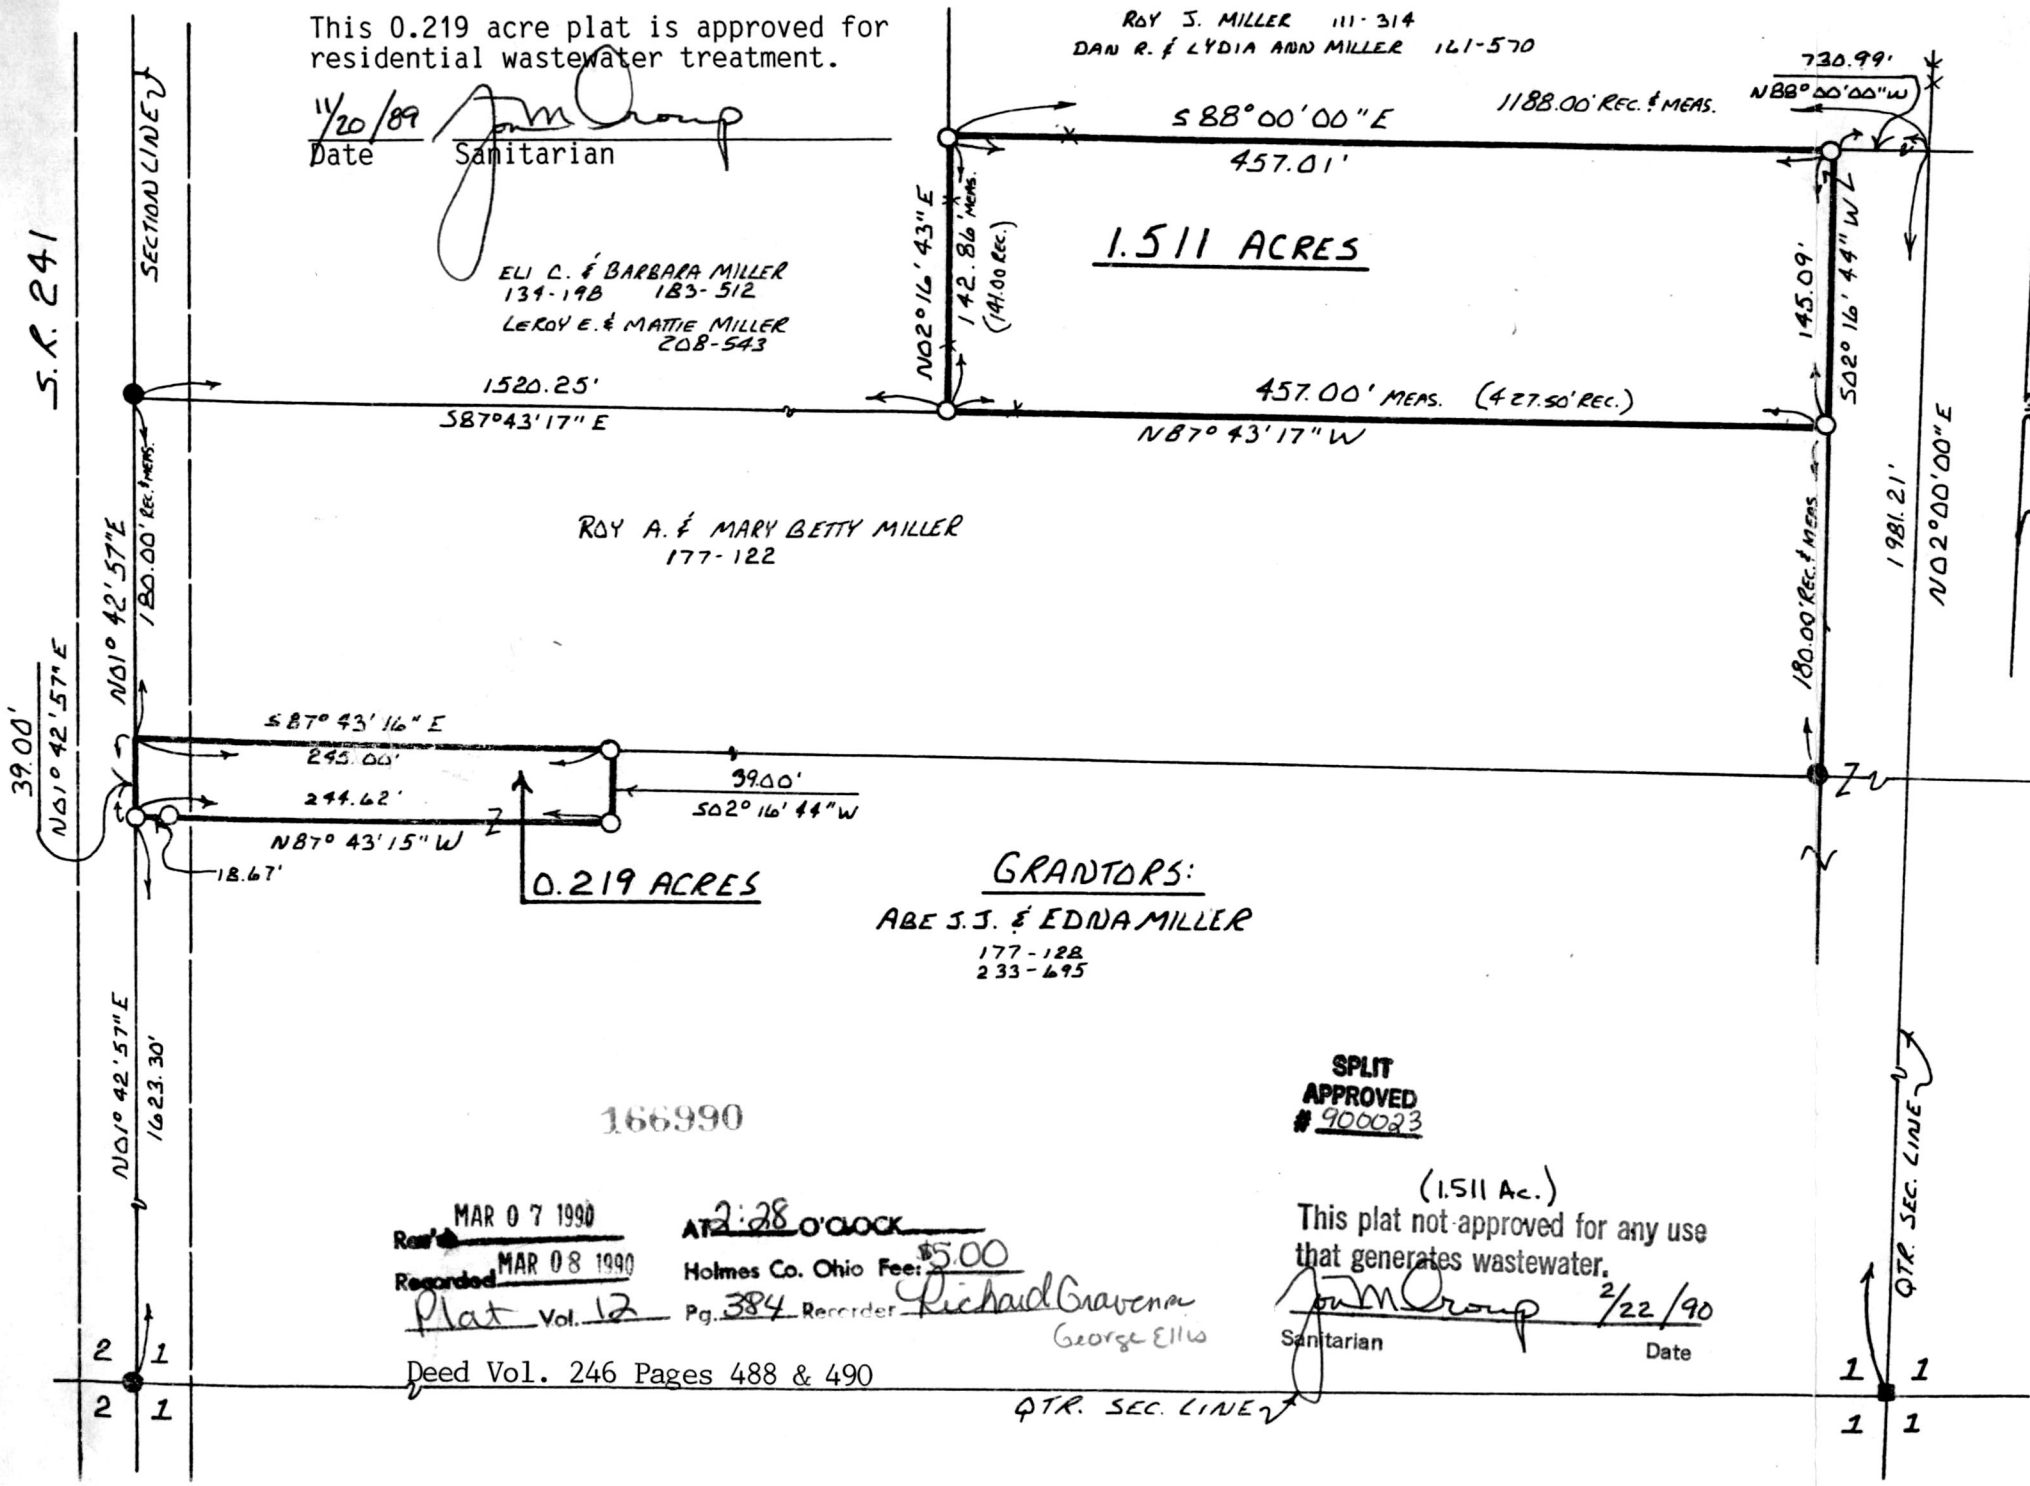 This 0.219 acre plat is approved for
residential wastewater treatment.
11/20/89
Date Sanitarian
ROY J. MILLER 111-314
DAN R. & LYDIA ANN MILLER 161-570
730.99'
N88°00'00"W
S88°00'00"E 1188.00' REC. & MEAS.
457.01'
SECTION LINE
S.R. 241
ELI C. & BARBARA MILLER
134-198 183-512
LEROY E. & MATTIE MILLER
208-543
N02°16'43"E
142.86' MEAS.
(141.00 REC.)
1.511 ACRES
145.09'
S02°16'44"W
1520.25'
S87°43'17"E
457.00' MEAS. (427.50' REC.)
N87°43'17"W
180.00' REC. & MEAS.
N01°42'57"E
ROY A. & MARY BETTY MILLER
177-122
180.00' REC. & MEAS
1981.21'
N02°00'00"E
39.00'
N01°42'57"E
S87°43'16"E
245.00'
244.62'
N87°43'15"W
18.67'
39.00'
S02°16'44"W
0.219 ACRES
GRANTORS:
ABE J.J. & EDNA MILLER
177-128
233-695
N01°42'57"E
1623.30'
166990
SPLIT
APPROVED
# 900023
(1.511 Ac.)
This plat not approved for any use
that generates wastewater.
2/22/90
Sanitarian Date
Rec'd MAR 07 1990 AT 2:28 O'CLOCK
Recorded MAR 08 1990 Holmes Co. Ohio Fee: $5.00
Plat Vol. 12 Pg. 384 Recorder Richard Graven
George Ellis
Deed Vol. 246 Pages 488 & 490
QTR. SEC. LINE
QTR. SEC. LINE
2 1
2 1
1 1
1 1